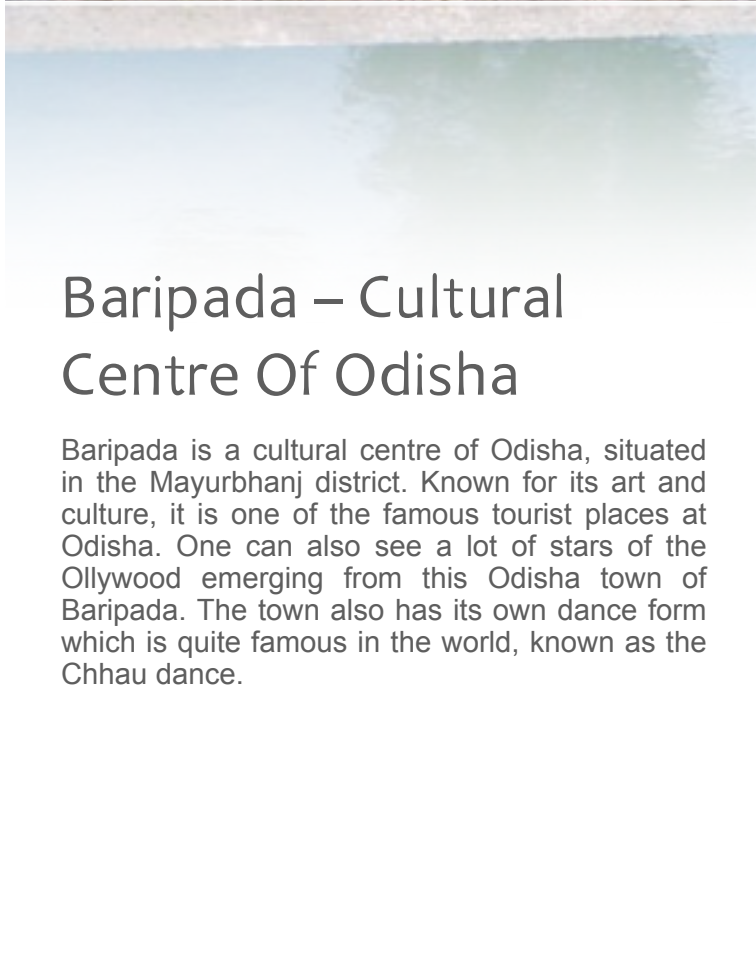 Baripada – Cultural
Centre Of Odisha
Baripada is a cultural centre of Odisha, situated
in the Mayurbhanj district. Known for its art and
culture, it is one of the famous tourist places at
Odisha. One can also see a lot of stars of the
Ollywood emerging from this Odisha town of
Baripada. The town also has its own dance form
which is quite famous in the world, known as the
Chhau dance.